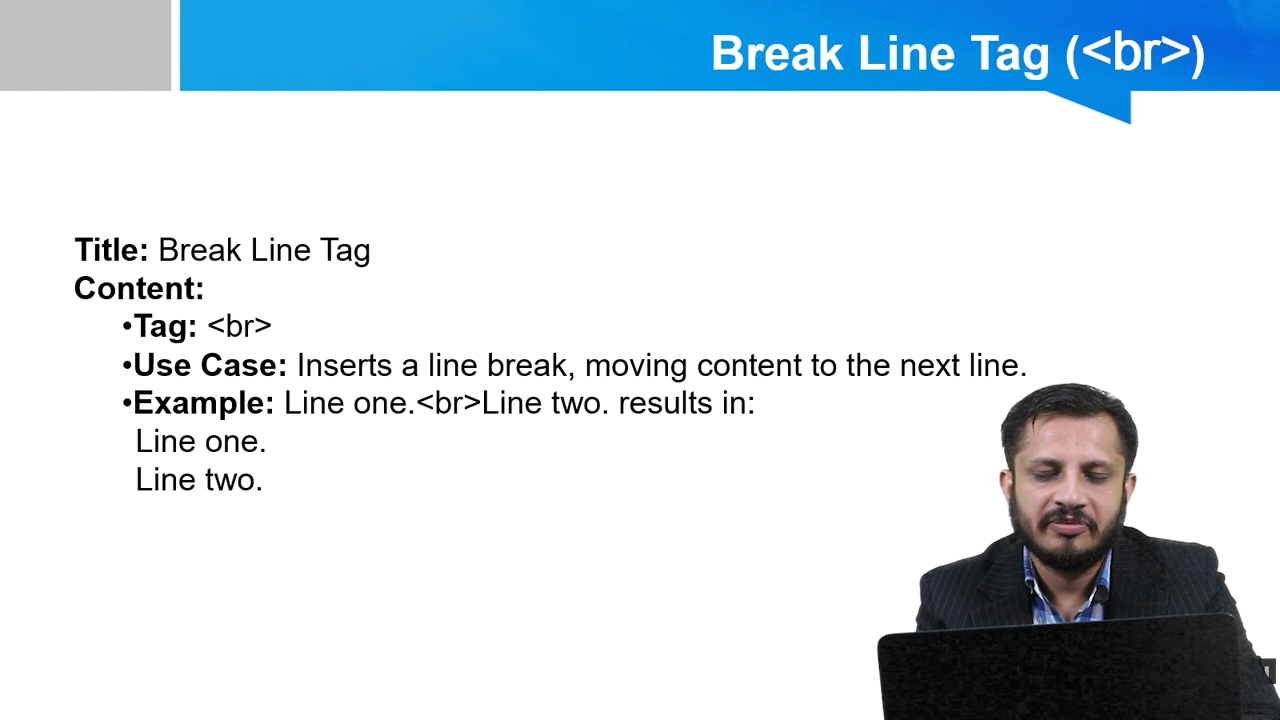 Break Line Tag (<br>)
Title: Break Line Tag
Content:
•Tag: <br>
•Use Case: Inserts a line break, moving content to the next line.
•Example: Line one.<br>Line two. results in:
Line one.
Line two.